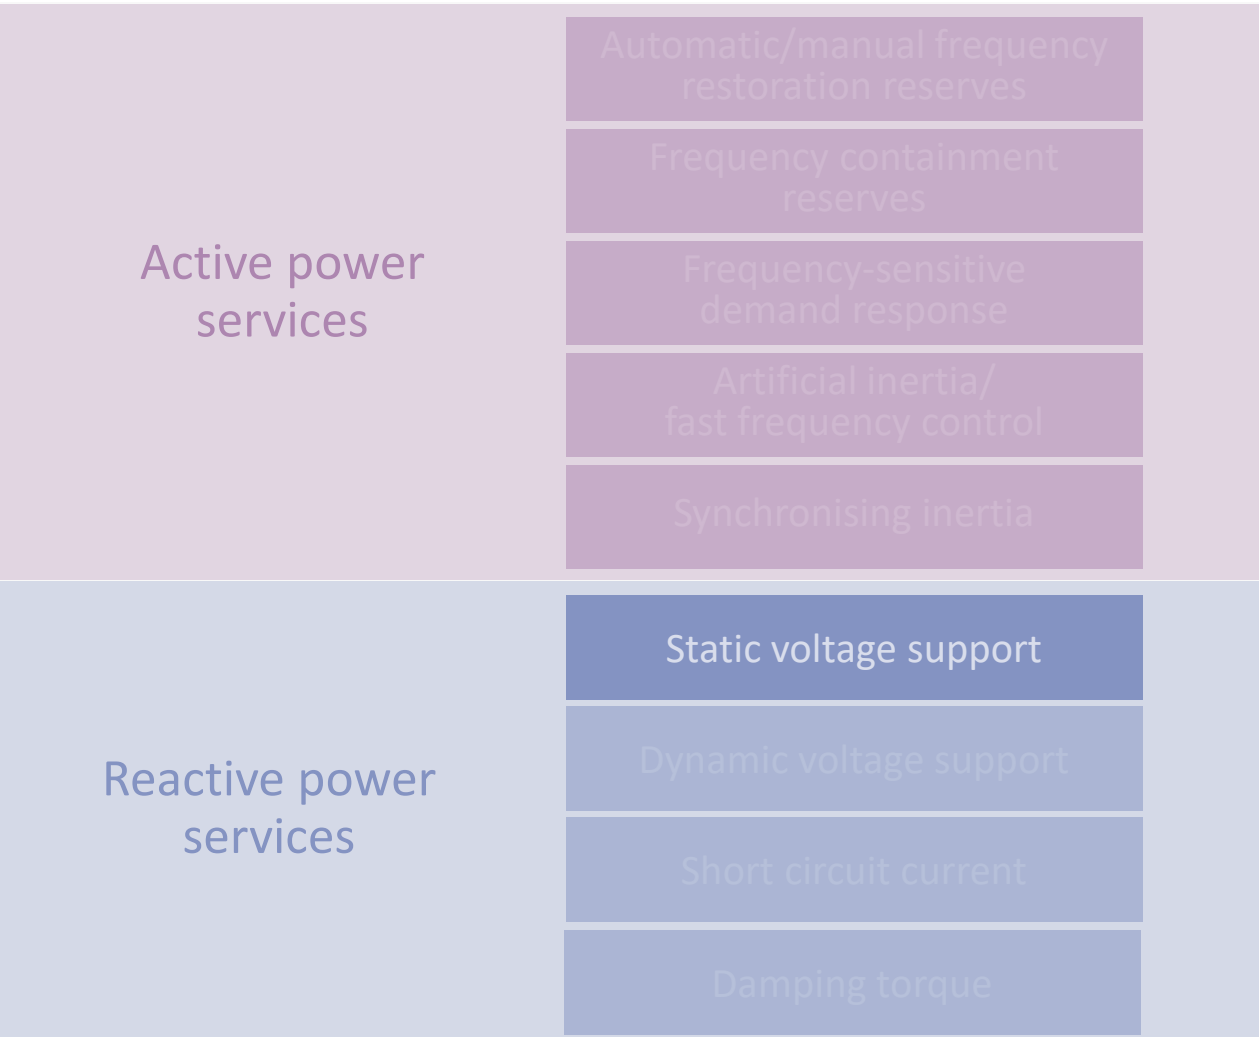 Automatic/manual frequency
restoration reserves
Frequency containment
reserves
Active power
services
Frequency-sensitive
demand response
Artificial inertia/
fast frequency control
Synchronising inertia
Static voltage support
Reactive power
services
Dynamic voltage support
Short circuit current
Damping torque